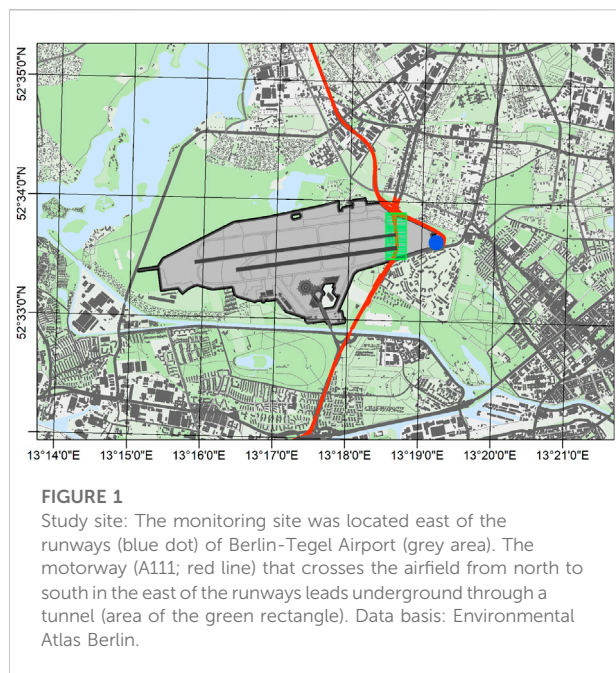 52°35'0"N
52°34'0"N
52°33'0"N
13°14'0"E 13°15'0"E 13°16'0"E 13°17'0"E 13°18'0"E 13°19'0"E 13°20'0"E 13°21'0"E
FIGURE 1
Study site: The monitoring site was located east of the
runways (blue dot) of Berlin-Tegel Airport (grey area). The
motorway (A111; red line) that crosses the airfield from north to
south in the east of the runways leads underground through a
tunnel (area of the green rectangle). Data basis: Environmental
Atlas Berlin.